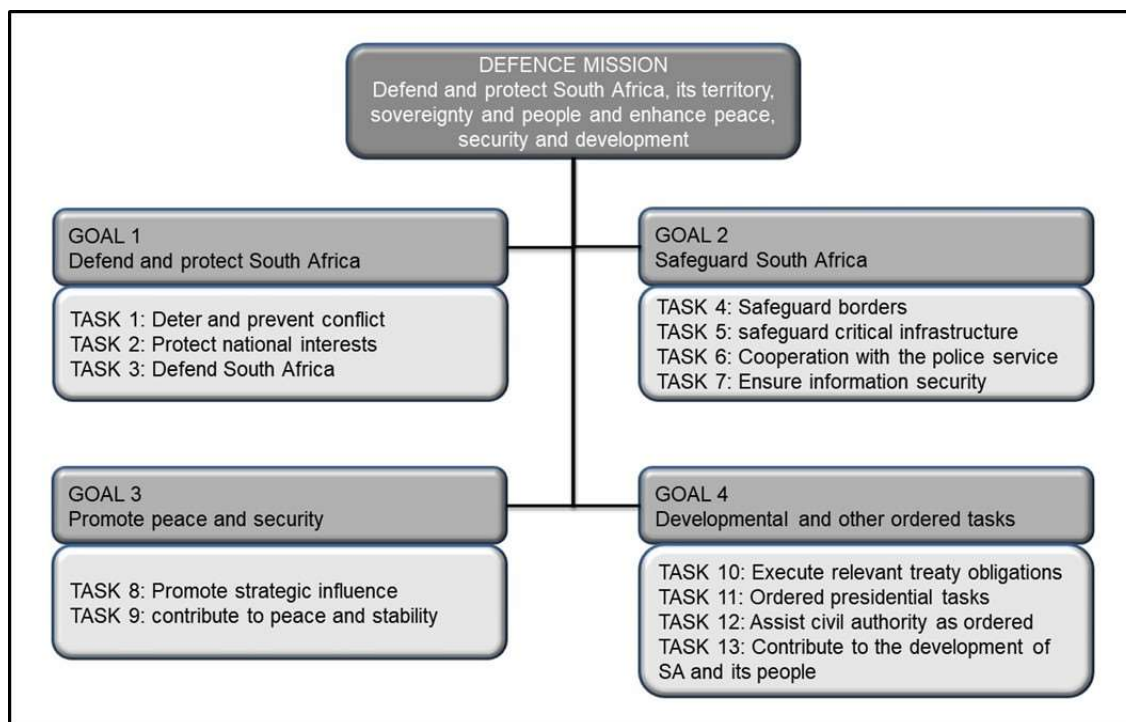 DEFENCE MISSION
Defend and protect South Africa, its territory,
sovereignty and people and enhance peace,
security and development
GOAL 1
Defend and protect South Africa
TASK 1: Deter and prevent conflict
TASK 2: Protect national interests
TASK 3: Defend South Africa
GOAL 2
Safeguard South Africa
TASK 4: Safeguard borders
TASK 5: safeguard critical infrastructure
TASK 6: Cooperation with the police service
TASK 7: Ensure information security
GOAL 3
Promote peace and security
TASK 8: Promote strategic influence
TASK 9: contribute to peace and stability
GOAL 4
Developmental and other ordered tasks
TASK 10: Execute relevant treaty obligations
TASK 11: Ordered presidential tasks
TASK 12: Assist civil authority as ordered
TASK 13: Contribute to the development of
SA and its people